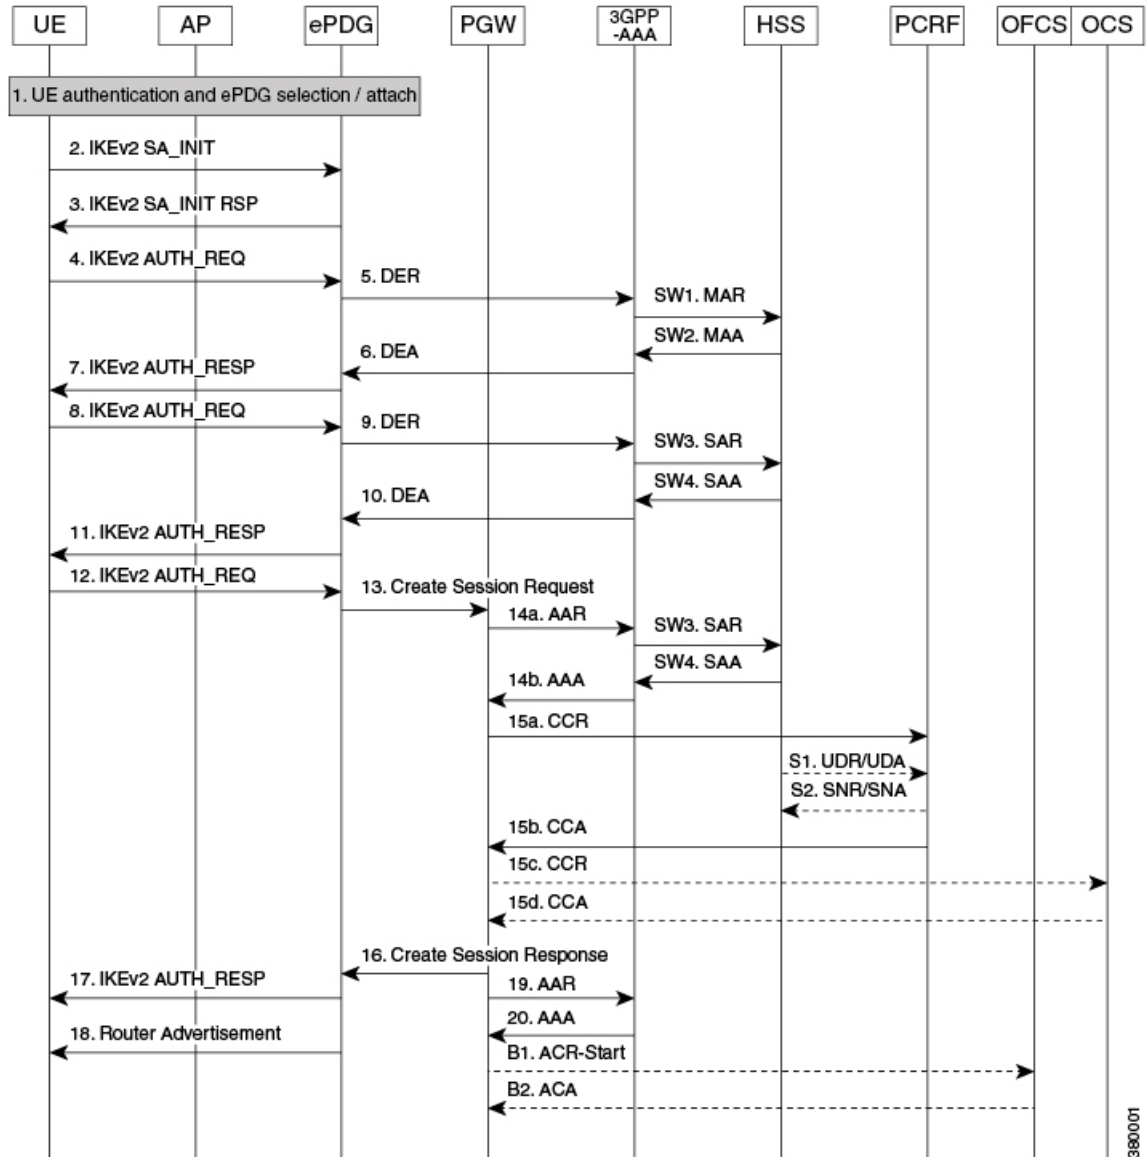 UE
AP
ePDG
PGW
3GPP
-AAA
HSS
PCRF
OFCS
OCS
1. UE authentication and ePDG selection / attach
2. IKEv2 SA_INIT
3. IKEv2 SA_INIT RSP
4. IKEv2 AUTH_REQ
5. DER
SW1. MAR
SW2. MAA
6. DEA
7. IKEv2 AUTH_RESP
8. IKEv2 AUTH_REQ
9. DER
SW3. SAR
SW4. SAA
10. DEA
11. IKEv2 AUTH_RESP
12. IKEv2 AUTH_REQ
13. Create Session Request
14a. AAR
SW3. SAR
SW4. SAA
14b. AAA
15a. CCR
S1. UDR/UDA
S2. SNR/SNA
15b. CCA
15c. CCR
15d. CCA
16. Create Session Response
17. IKEv2 AUTH_RESP
19. AAR
20. AAA
18. Router Advertisement
B1. ACR-Start
B2. ACA
380001